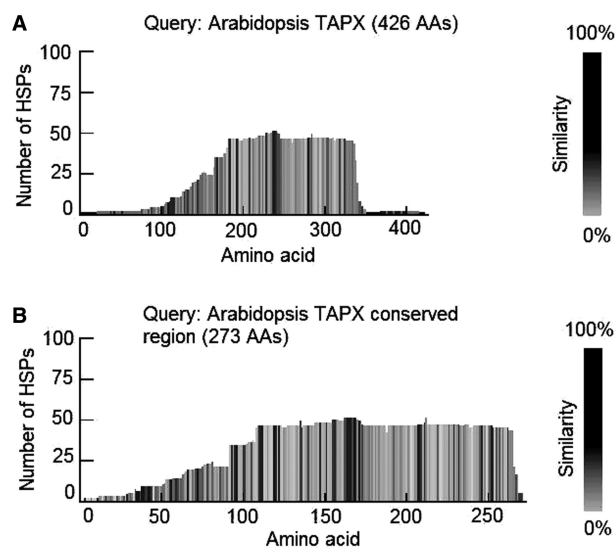 A
Query: Arabidopsis TAPX (426 AAs)
Number of HSPs
100
75
50
25
0
100
200
300
400
Amino acid
100%
Similarity
0%
B
Query: Arabidopsis TAPX conserved
region (273 AAs)
Number of HSPs
100
75
50
25
0
0
50
100
150
200
250
Amino acid
100%
Similarity
0%